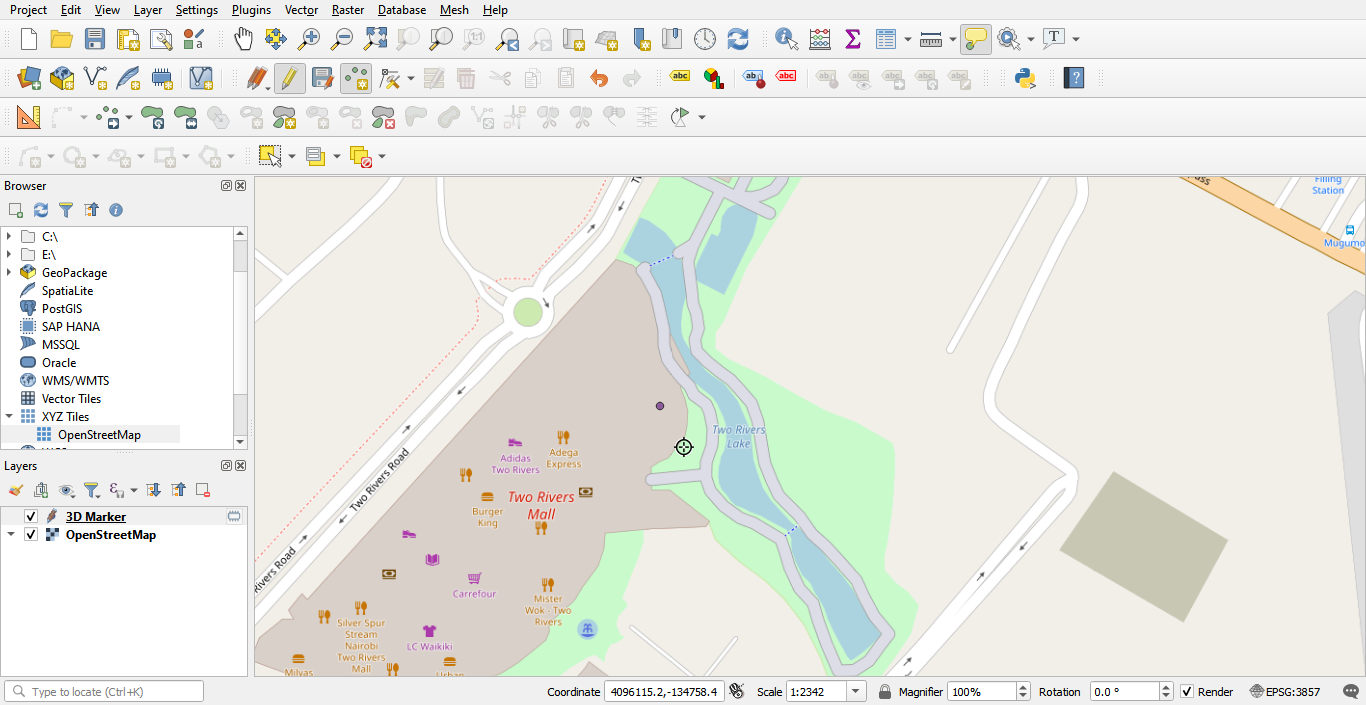 Project Edit View Layer Settings Plugins Vector Raster Database Mesh Help
Browser
C:\
E:\
GeoPackage
SpatiaLite
PostGIS
SAP HANA
MSSQL
Oracle
WMS/WMTS
Vector Tiles
XYZ Tiles
OpenStreetMap
Layers
3D Marker
OpenStreetMap
Filling
Station
Mugumo
Two Rivers
Lake
Adidas
Two Rivers
Adega
Express
Burger
King
Two Rivers
Mall
Two Rivers Road
Rivers Road
Carrefour
Mister
Wok - Two
Rivers
Silver Spur
Stream
Nairobi
Two Rivers
Mall
LC Waikiki
Milvas
Urban
Type to locate (Ctrl+K)
Coordinate 4096115.2,-134758.4 Scale 1:2342 Magnifier 100% Rotation 0.0 ° Render EPSG:3857